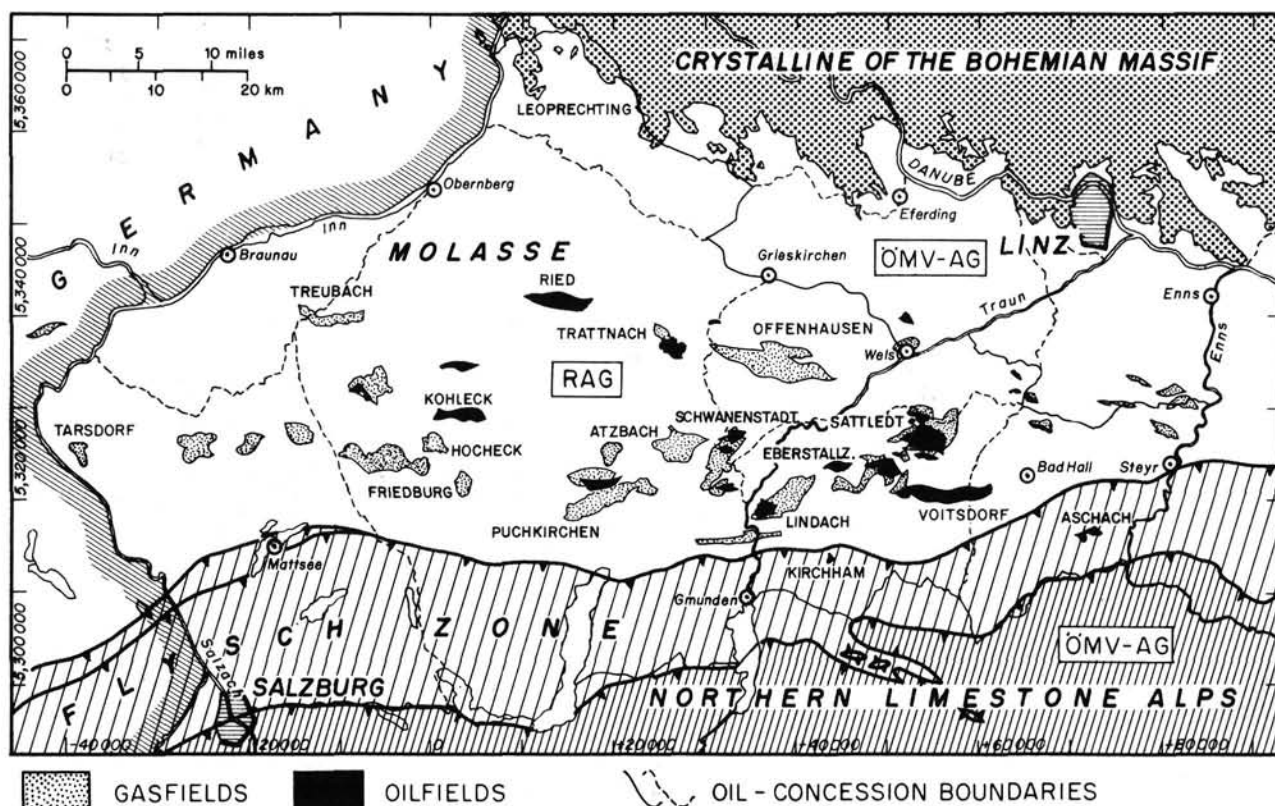 0 5 10 miles
0 10 20 km
CRYSTALLINE OF THE BOHEMIAN MASSIF
GERMANY
LEOPRECHTING
5,360000
Obernberg
DANUBE
Eferding
Inn
Inn
Braunau
MOLASSE
ÖMV-AG
LINZ
Grieskirchen
5,340000
RIED
Traun
Enns
TREUBACH
TRATTNACH
OFFENHAUSEN
Enns
Wels
RAG
KOHLECK
SCHWANENSTADT
SATTLEDT
TARSDORF
HOCHECK
ATZBACH
EBERSTALLZ.
5,320000
Bad Hall
Steyr
FRIEDBURG
PUCHKIRCHEN
LINDACH
VOITSDORF
ASCHACH
Mattsee
KIRCHHAM
Gmunden
FLYSCH ZONE
5,300000
ÖMV-AG
Salzach
SALZBURG
NORTHERN LIMESTONE ALPS
-40000 -20000 0 +20000 +40000 +60000 +80000
GASFIELDS OILFIELDS OIL-CONCESSION BOUNDARIES